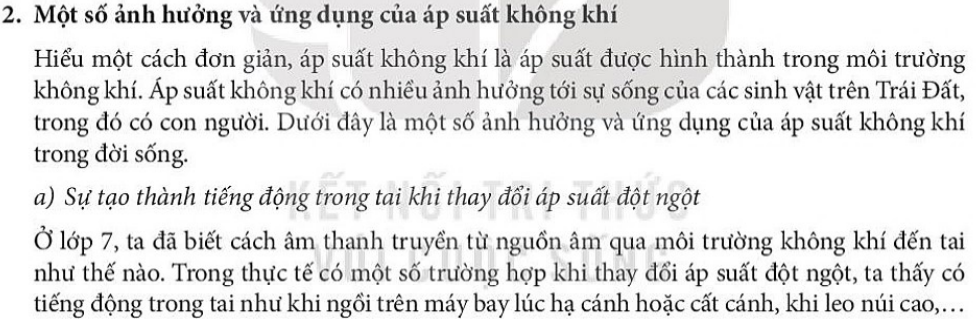 2. Một số ảnh hưởng và ứng dụng của áp suất không khí
Hiểu một cách đơn giản, áp suất không khí là áp suất được hình thành trong môi trường
không khí. Áp suất không khí có nhiều ảnh hưởng tới sự sống của các sinh vật trên Trái Đất,
trong đó có con người. Dưới đây là một số ảnh hưởng và ứng dụng của áp suất không khí
trong đời sống.
KẾT NỐI TRI THỨC
a) Sự tạo thành tiếng động trong tai khi thay đổi áp suất đột ngột
VỚI CUỘC SỐNG
Ở lớp 7, ta đã biết cách âm thanh truyền từ nguồn âm qua môi trường không khí đến tai
như thế nào. Trong thực tế có một số trường hợp khi thay đổi áp suất đột ngột, ta thấy có
tiếng động trong tai như khi ngồi trên máy bay lúc hạ cánh hoặc cất cánh, khi leo núi cao,...